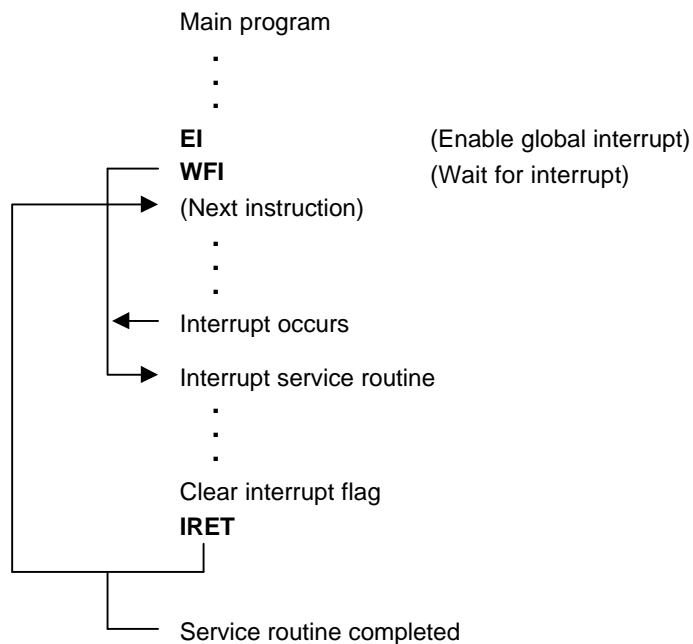 Main program
.
.
.
EI (Enable global interrupt)
WFI (Wait for interrupt)
(Next instruction)
.
.
.
Interrupt occurs
Interrupt service routine
.
.
.
Clear interrupt flag
IRET
Service routine completed